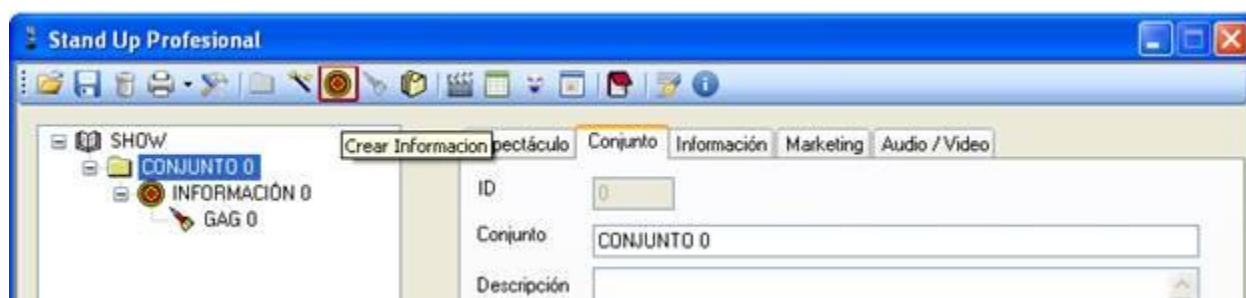 Stand Up Profesional
SHOW
CONJUNTO 0
INFORMACIÓN 0
GAG 0
Crear Informacion
pectáculo Conjunto Información Marketing Audio / Video
ID 0
Conjunto CONJUNTO 0
Descripción